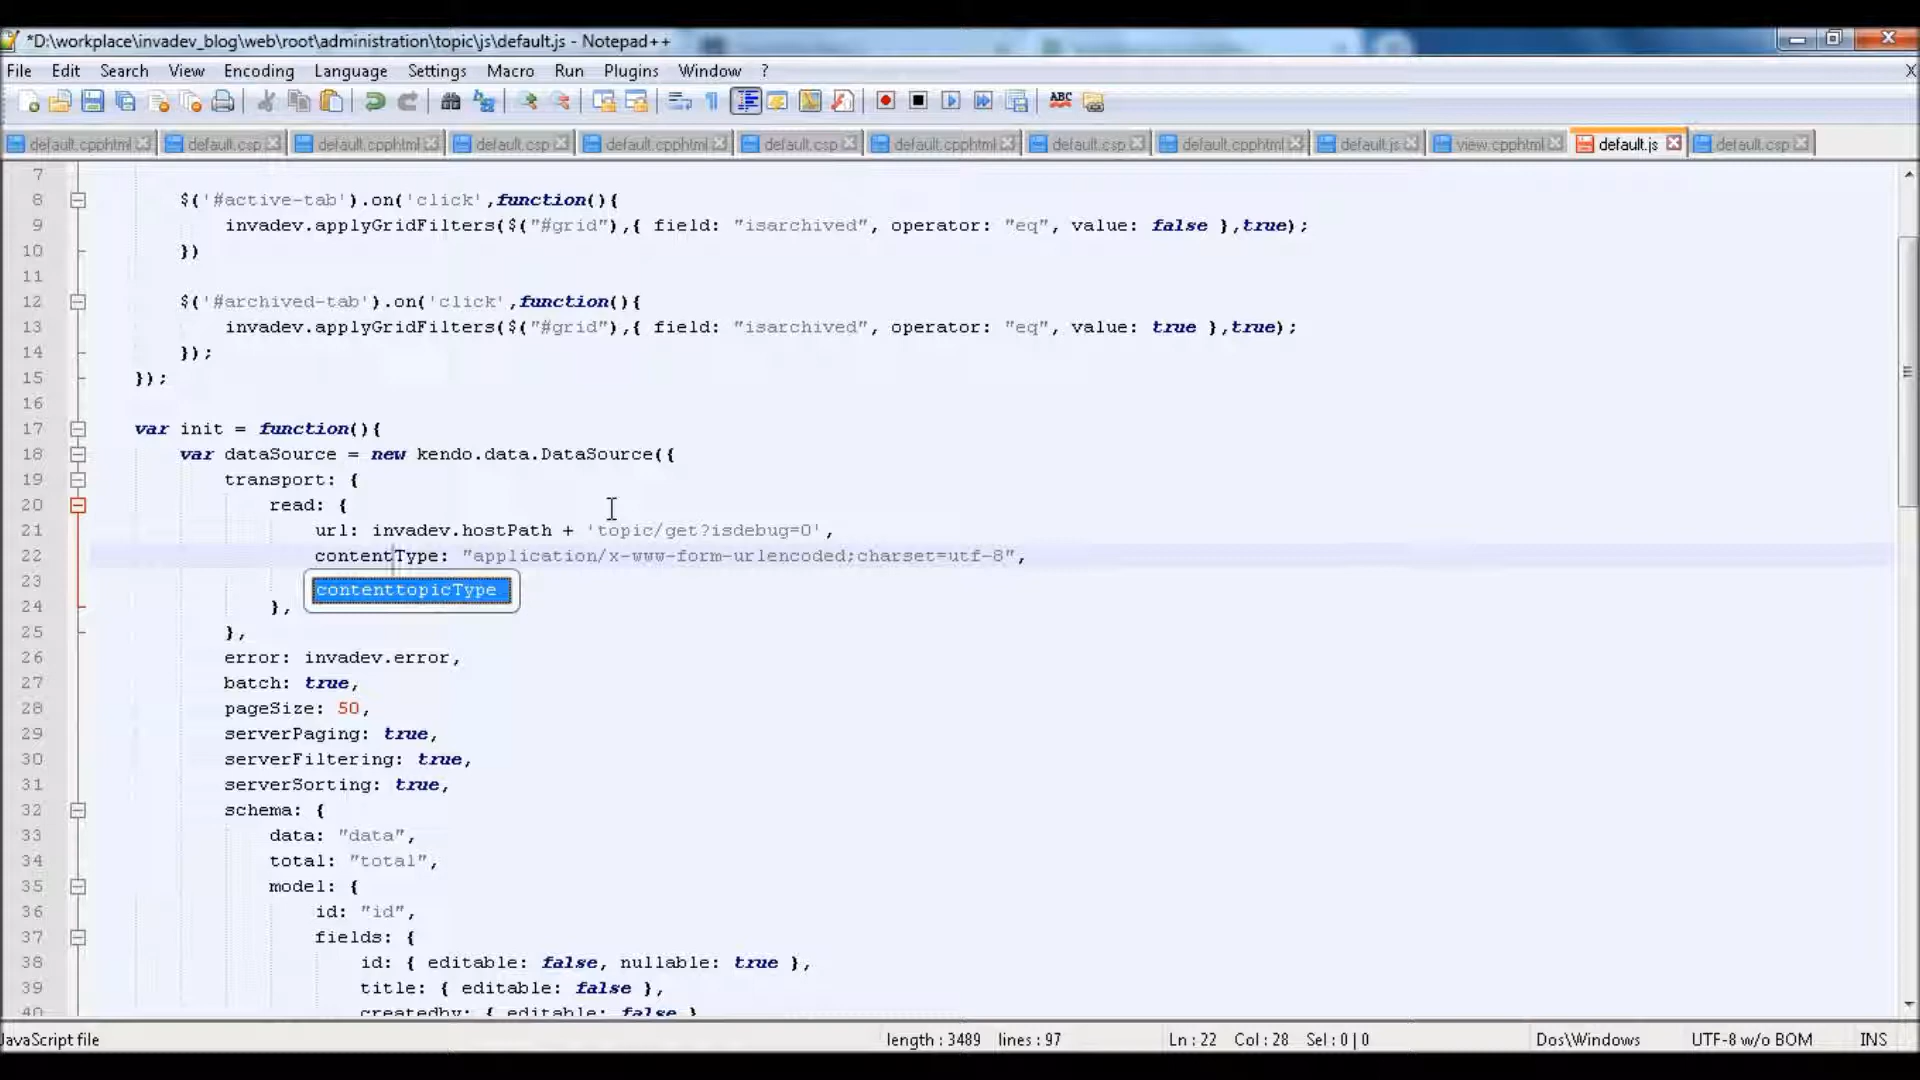 *D:\workplace\invadev_blog\web\root\administration\topic\js\default.js - Notepad++
File Edit Search View Encoding Language Settings Macro Run Plugins Window ? X
ABC
default.cpphtml default.csp default.cpphtml default.csp default.cpphtml default.csp default.cpphtml default.csp default.cpphtml default.js view.cpphtml default.js default.csp
7
8 $('#active-tab').on('click',function(){
9 invadev.applyGridFilters($("#grid"),{ field: "isarchived", operator: "eq", value: false },true);
10 })
11
12 $('#archived-tab').on('click',function(){
13 invadev.applyGridFilters($("#grid"),{ field: "isarchived", operator: "eq", value: true },true);
14 });
15 });
16
17 var init = function(){
18 var dataSource = new kendo.data.DataSource({
19 transport: {
20 read: {
21 url: invadev.hostPath + 'topic/get?isdebug=0',
22 contentType: "application/x-www-form-urlencoded;charset=utf-8",
23 contenttopicType
24 },
25 },
26 error: invadev.error,
27 batch: true,
28 pageSize: 50,
29 serverPaging: true,
30 serverFiltering: true,
31 serverSorting: true,
32 schema: {
33 data: "data",
34 total: "total",
35 model: {
36 id: "id",
37 fields: {
38 id: { editable: false, nullable: true },
39 title: { editable: false },
40 createdby: { editable: false }
JavaScript file length : 3489 lines : 97 Ln : 22 Col : 28 Sel : 0 | 0 Dos\Windows UTF-8 w/o BOM INS